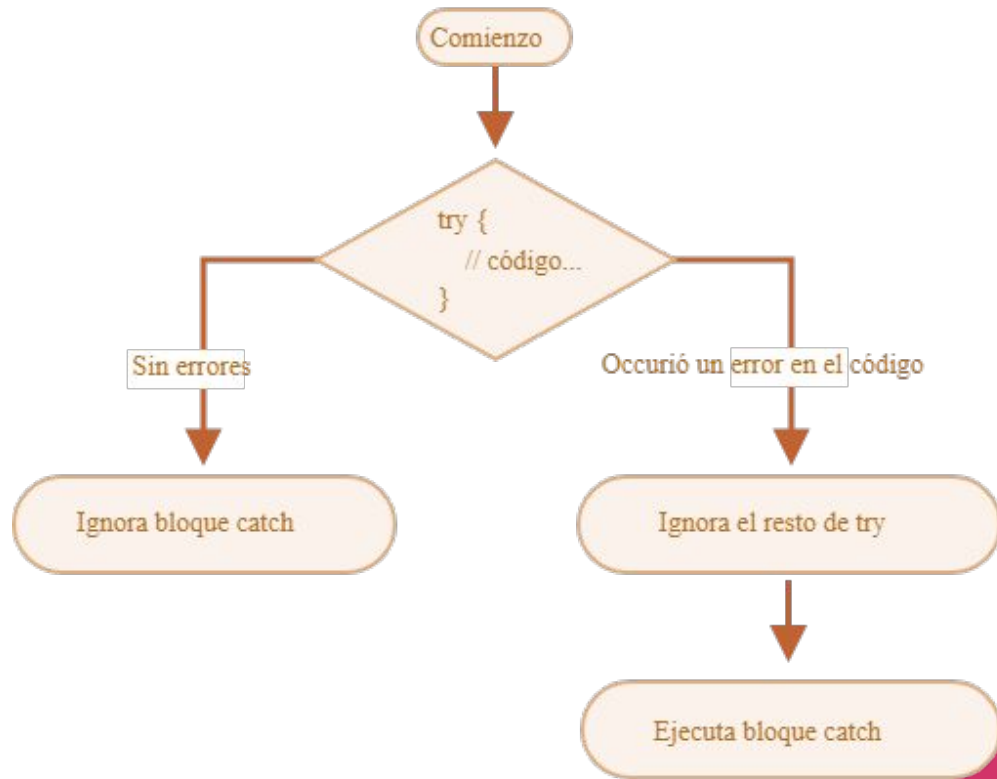 Comienzo
try {
// código...
}
Sin errores
Occurió un error en el código
Ignora bloque catch
Ignora el resto de try
Ejecuta bloque catch